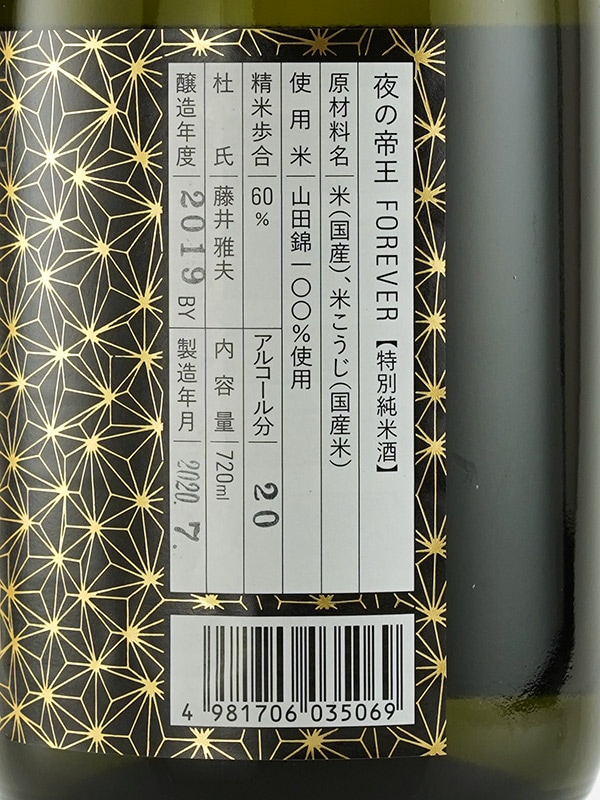 夜の帝王 FOREVER【特別純米酒】
原材料名 米(国産)、米こうじ(国産米)
使用米 山田錦一〇〇%使用
精米歩合 60% アルコール分 20
杜氏 藤井雅夫 内容量 720ml
醸造年度 2019 BY 製造年月 2020. 7.
4 981706 035069